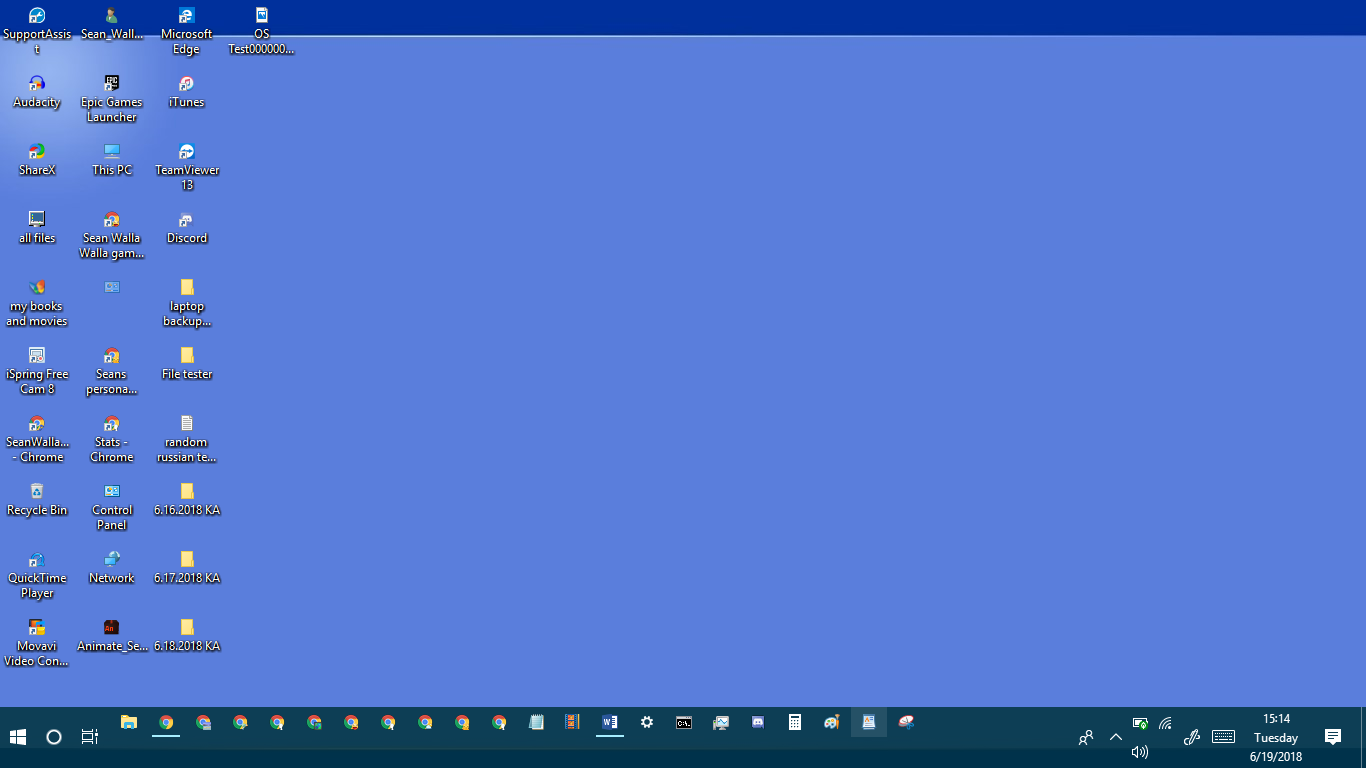 SupportAssis
t
Sean_Wall...
Microsoft
Edge
OS
Test000000...
Audacity
EPIC
Epic Games
Launcher
iTunes
ShareX
This PC
TeamViewer
13
all files
Sean Walla
Walla gam...
Discord
my books
and movies
laptop
backup...
iSpring Free
Cam 8
Seans
persona...
File tester
SeanWalla...
- Chrome
Stats -
Chrome
random
russian te...
Recycle Bin
Control
Panel
6.16.2018 KA
QuickTime
Player
Network
6.17.2018 KA
Movavi
Video Con...
An
Animate_Se...
6.18.2018 KA
W
C:\.
15:14
Tuesday
6/19/2018